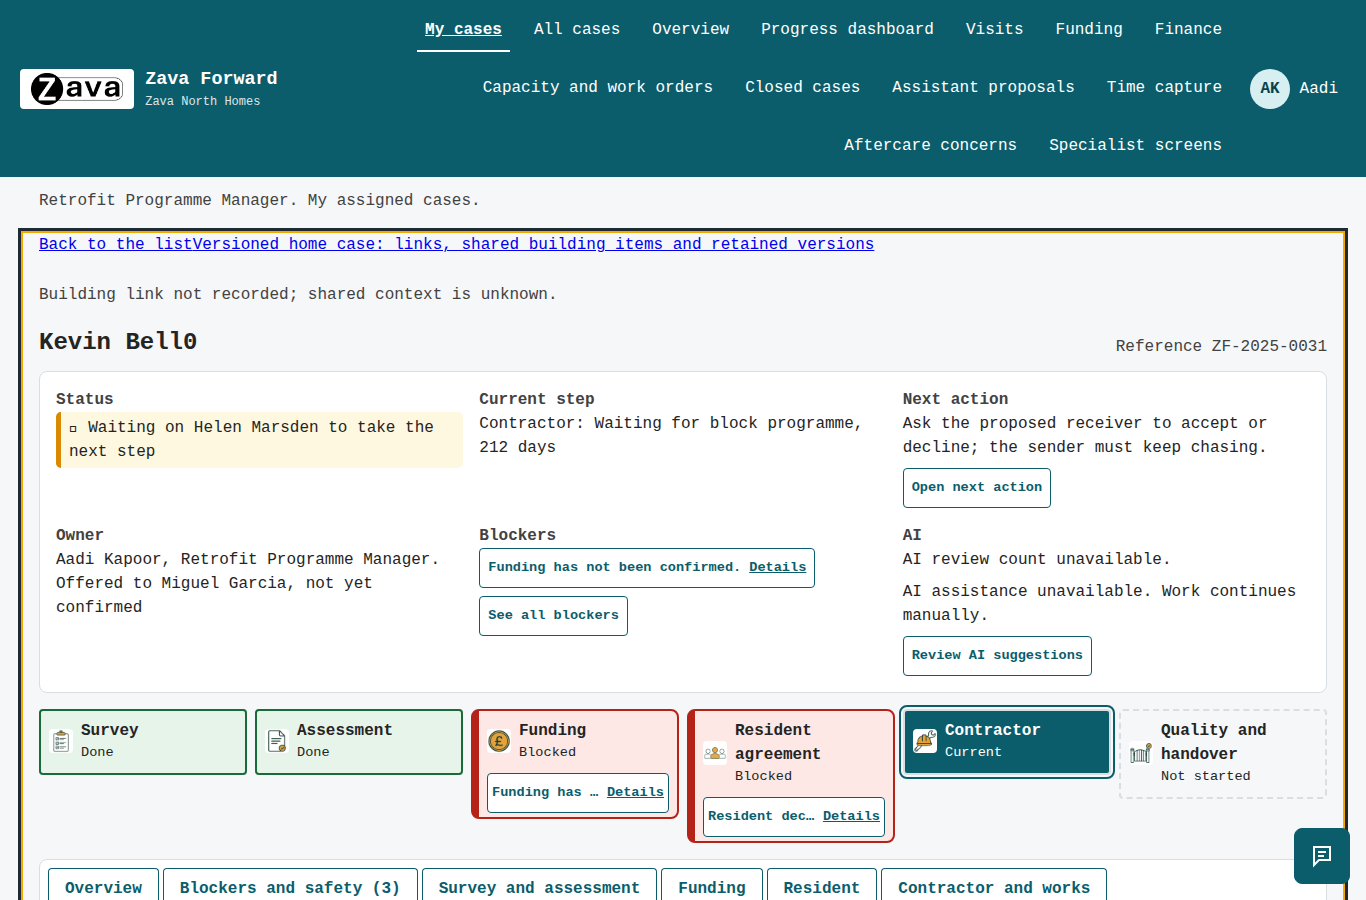 My cases All cases Overview Progress dashboard Visits Funding Finance
Zava
Zava Forward
Zava North Homes
Capacity and work orders Closed cases Assistant proposals Time capture
AK Aadi
Aftercare concerns Specialist screens
Retrofit Programme Manager. My assigned cases.
Back to the listVersioned home case: links, shared building items and retained versions
Building link not recorded; shared context is unknown.
Kevin Bell0
Reference ZF-2025-0031
Status
Waiting on Helen Marsden to take the
next step
Current step
Contractor: Waiting for block programme,
212 days
Next action
Ask the proposed receiver to accept or
decline; the sender must keep chasing.
Open next action
Owner
Aadi Kapoor, Retrofit Programme Manager.
Offered to Miguel Garcia, not yet
confirmed
Blockers
Funding has not been confirmed. Details
See all blockers
AI
AI review count unavailable.
AI assistance unavailable. Work continues
manually.
Review AI suggestions
Survey
Done
Assessment
Done
Funding
Blocked
Funding has … Details
Resident
agreement
Blocked
Resident dec… Details
Contractor
Current
Quality and
handover
Not started
Overview Blockers and safety (3) Survey and assessment Funding Resident Contractor and works